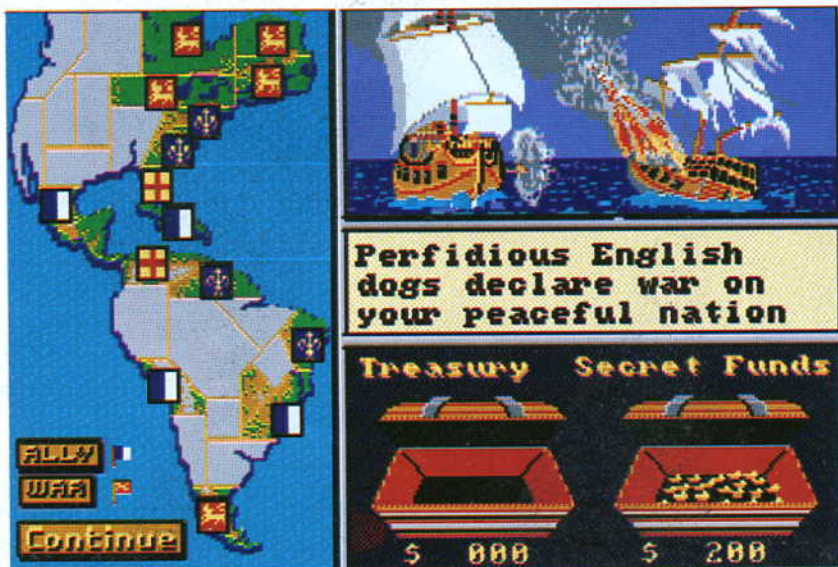 Perfidious English
dogs declare war on
your peaceful nation
Treasury Secret Funds
ALLY
WAR
Continue
$ 000 $ 200